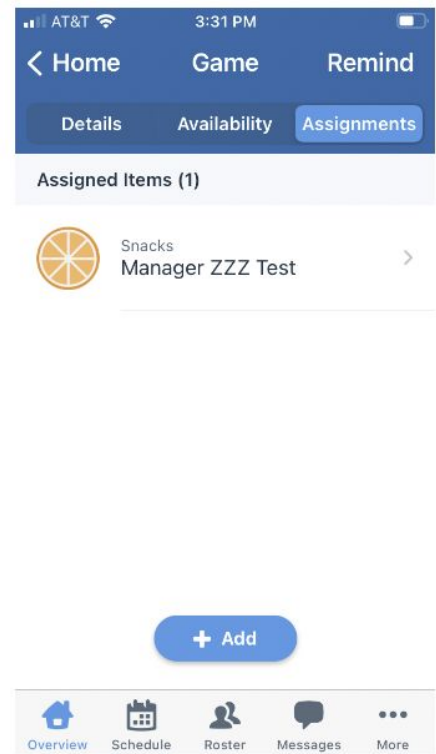 AT&T 3:31 PM
Home Game Remind
Details Availability Assignments
Assigned Items (1)
Snacks
Manager ZZZ Test
+ Add
Overview Schedule Roster Messages More